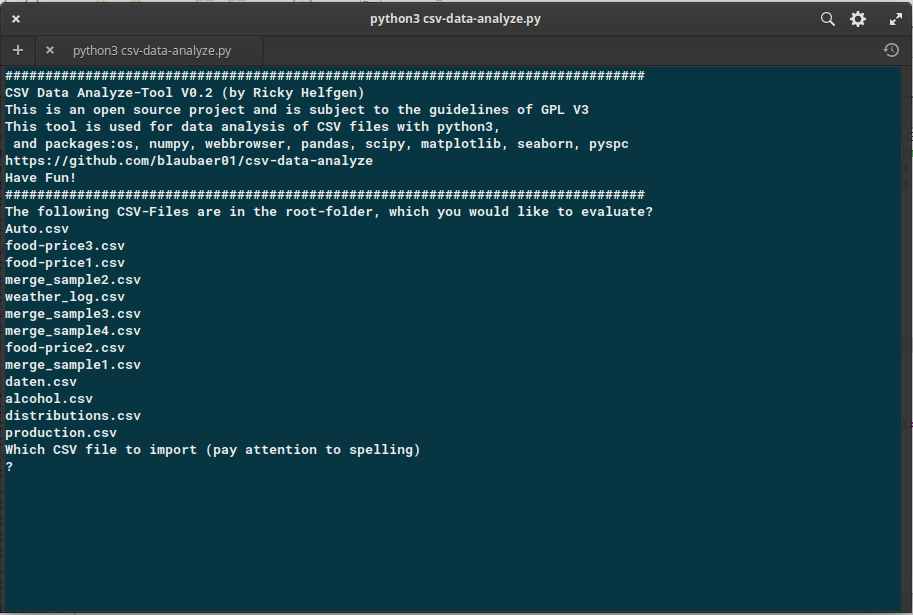 python3 csv-data-analyze.py
python3 csv-data-analyze.py
################################################################################
CSV Data Analyze-Tool V0.2 (by Ricky Helfgen)
This is an open source project and is subject to the guidelines of GPL V3
This tool is used for data analysis of CSV files with python3,
 and packages:os, numpy, webbrowser, pandas, scipy, matplotlib, seaborn, pyspc
https://github.com/blaubaer01/csv-data-analyze
Have Fun!
################################################################################
The following CSV-Files are in the root-folder, which you would like to evaluate?
Auto.csv
food-price3.csv
food-price1.csv
merge_sample2.csv
weather_log.csv
merge_sample3.csv
merge_sample4.csv
food-price2.csv
merge_sample1.csv
daten.csv
alcohol.csv
distributions.csv
production.csv
Which CSV file to import (pay attention to spelling)
?